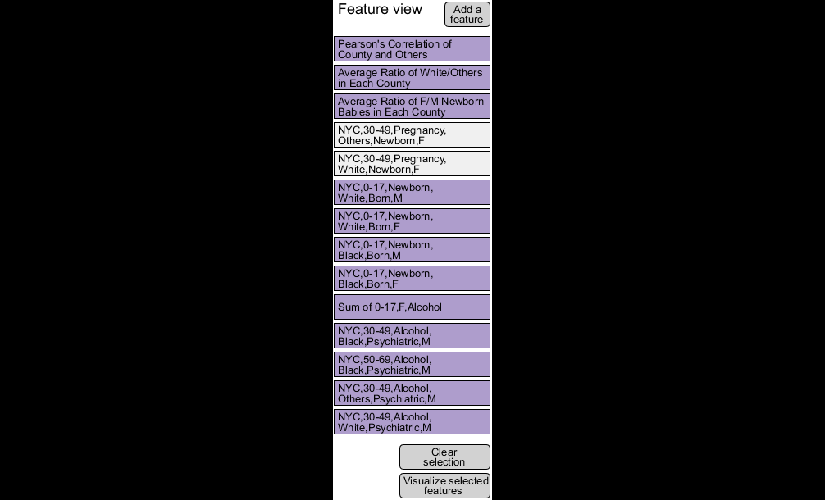 Feature view
Add a
feature
Pearson's Correlation of
County and Others
Average Ratio of White/Others
in Each County
Average Ratio of F/M Newborn
Babies in Each County
NYC,30-49,Pregnancy,
Others,Newborn,F
NYC,30-49,Pregnancy,
White,Newborn,F
NYC,0-17,Newborn,
White,Born,M
NYC,0-17,Newborn,
White,Born,F
NYC,0-17,Newborn,
Black,Born,M
NYC,0-17,Newborn,
Black,Born,F
Sum of 0-17,F,Alcohol
NYC,30-49,Alcohol,
Black,Psychiatric,M
NYC,50-69,Alcohol,
Black,Psychiatric,M
NYC,30-49,Alcohol,
Others,Psychiatric,M
NYC,30-49,Alcohol,
White,Psychiatric,M
Clear
selection
Visualize selected
features